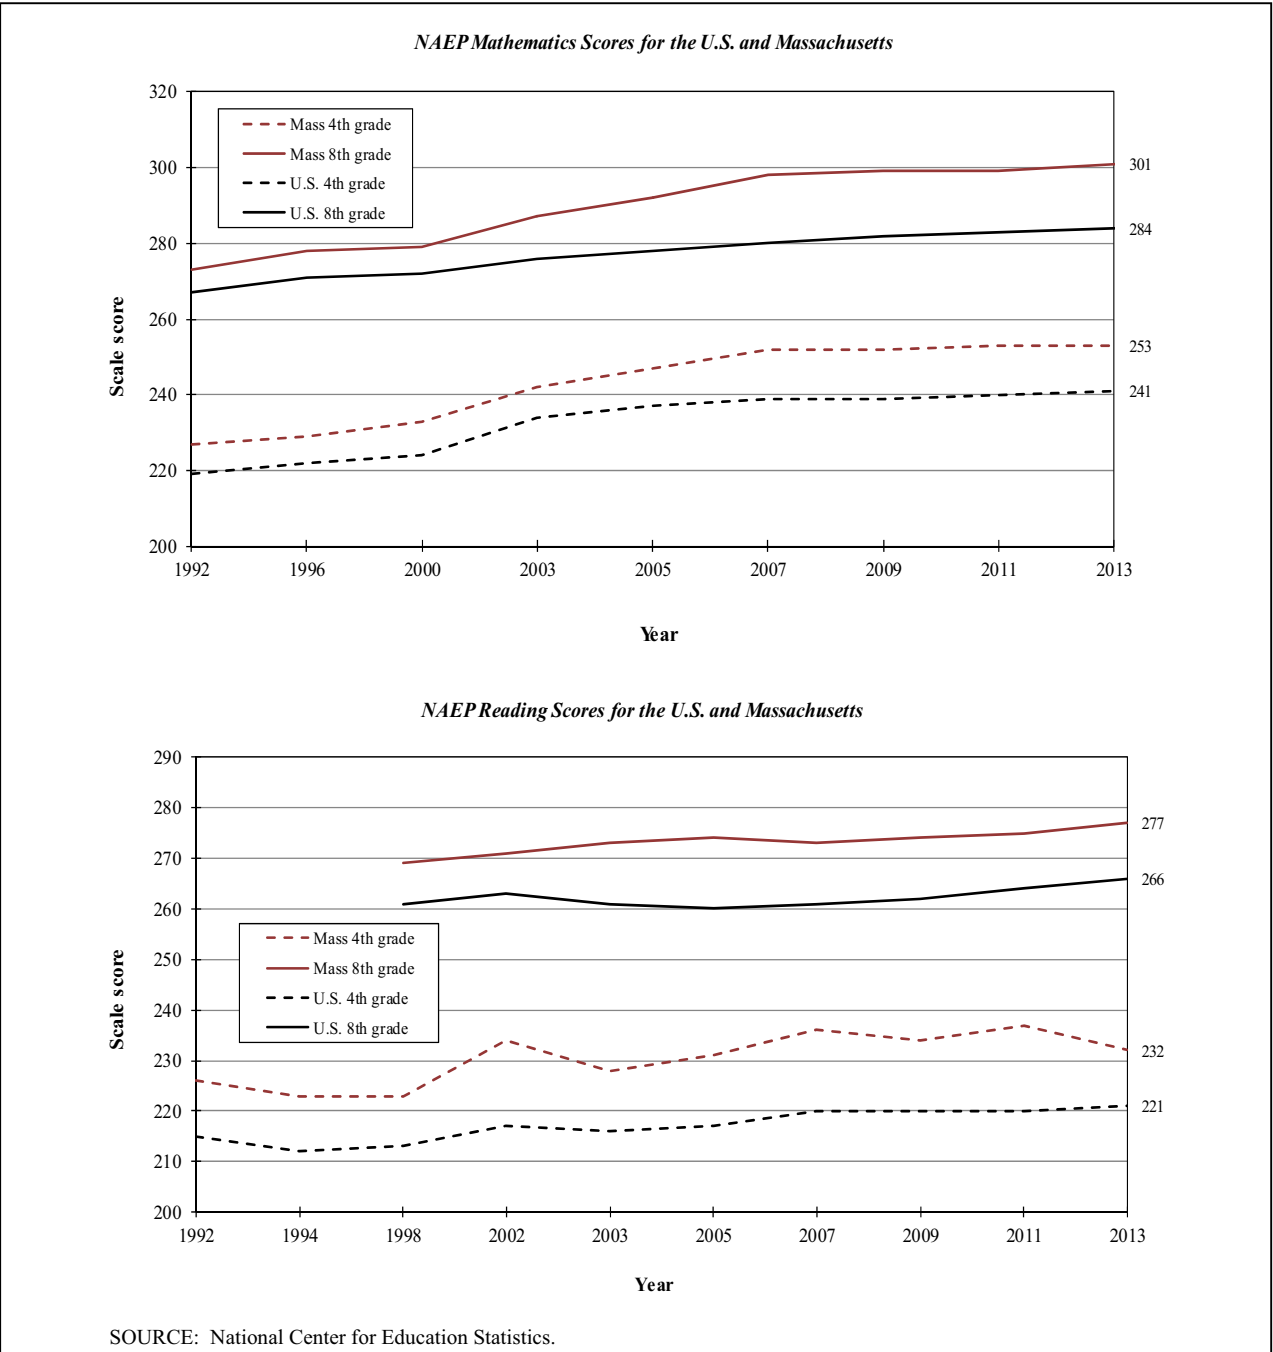 NAEP Mathematics Scores for the U.S. and Massachusetts
320
300
280
260
240
220
200
Scale score
Mass 4th grade
Mass 8th grade
U.S. 4th grade
U.S. 8th grade
301
284
253
241
1992 1996 2000 2003 2005 2007 2009 2011 2013
Year
NAEP Reading Scores for the U.S. and Massachusetts
290
280
270
260
250
240
230
220
210
200
Scale score
Mass 4th grade
Mass 8th grade
U.S. 4th grade
U.S. 8th grade
277
266
232
221
1992 1994 1998 2002 2003 2005 2007 2009 2011 2013
Year
SOURCE: National Center for Education Statistics.